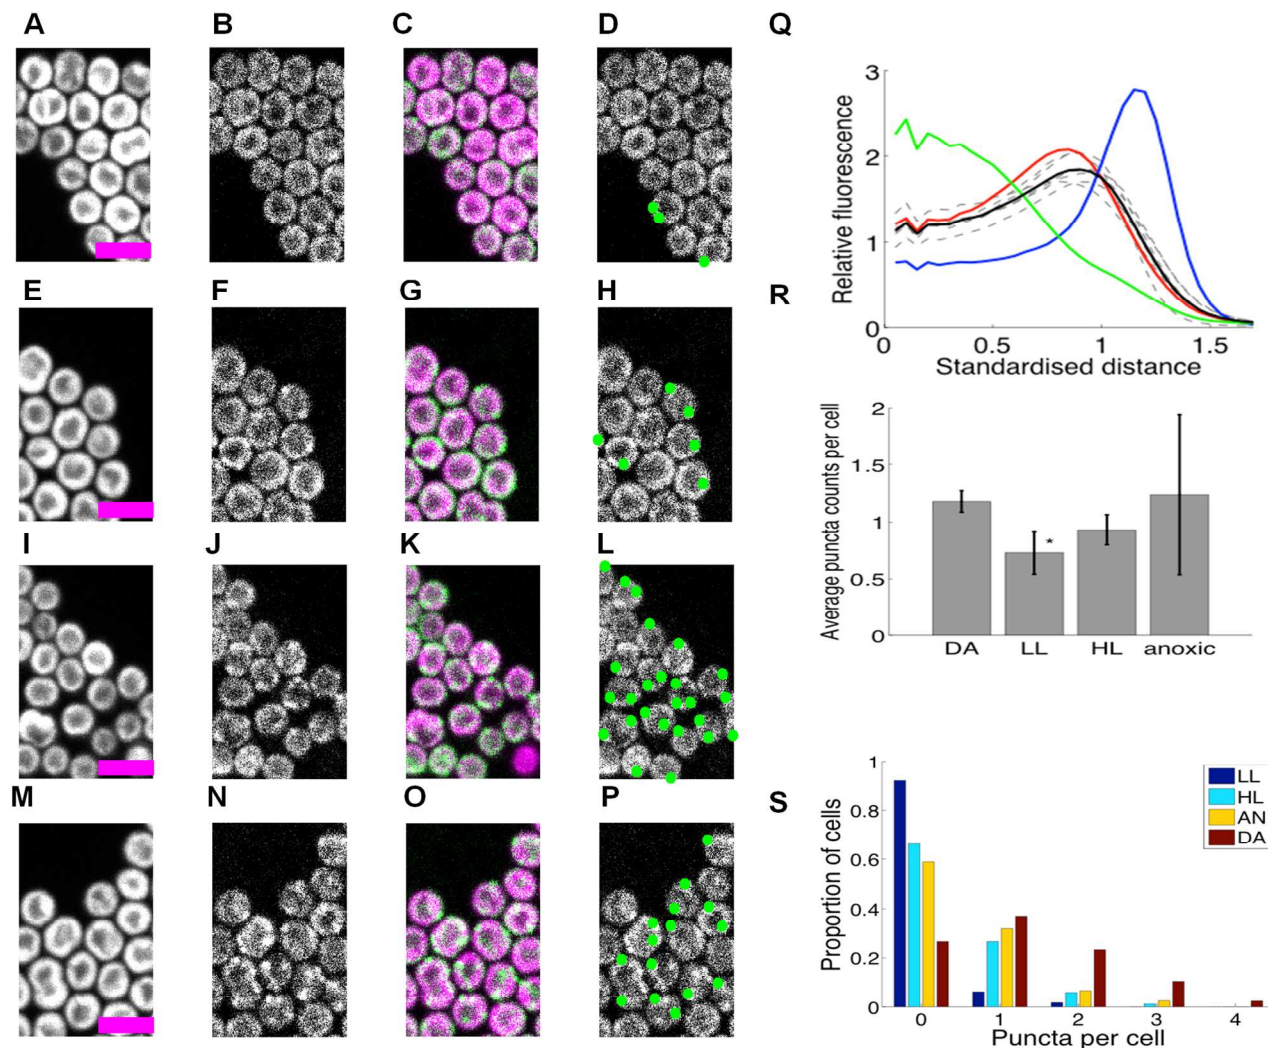 A B C D Q
3
2
1
0
Relative fluorescence
0 0.5 1 1.5
Standardised distance
E F G H R
2
1.5
1
0.5
0
Average puncta counts per cell
*
DA LL HL anoxic
I J K L
M N O P S
1
0.8
0.6
0.4
0.2
0
Proportion of cells
LL
HL
AN
DA
0 1 2 3 4
Puncta per cell